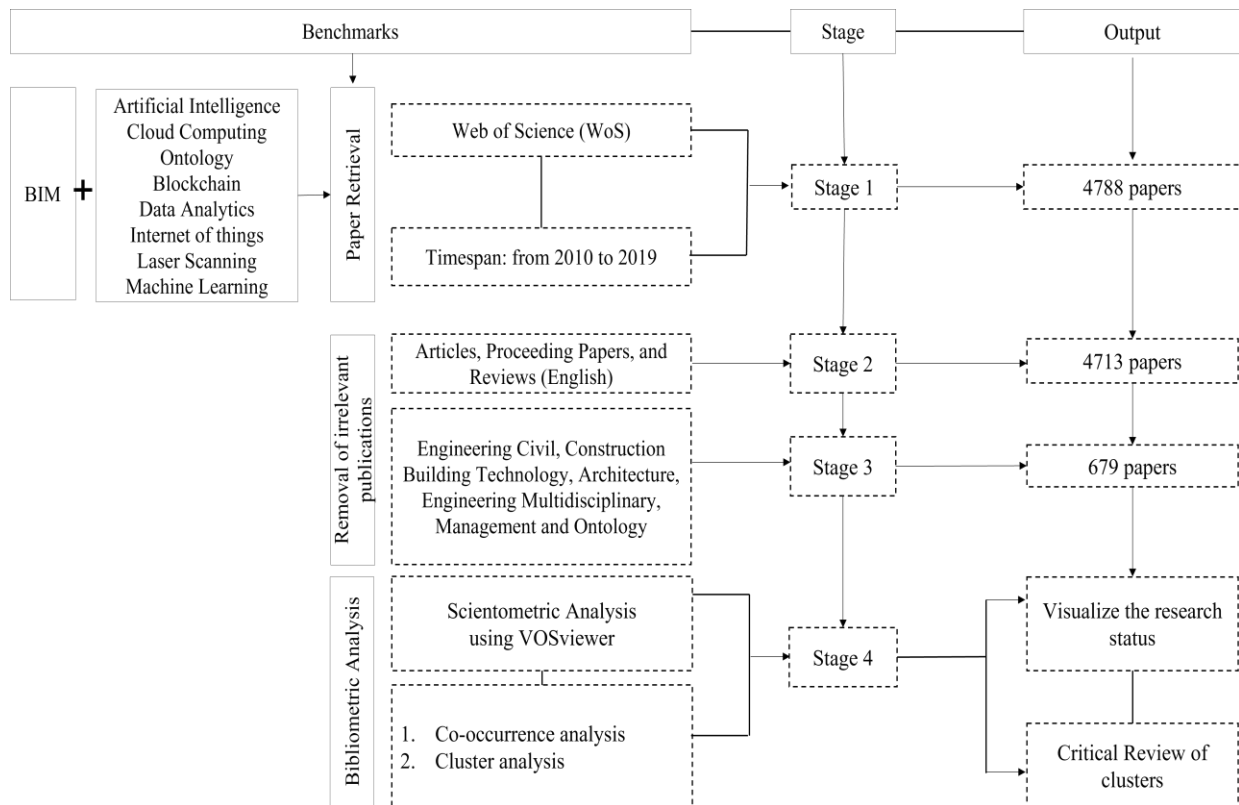 Benchmarks
Stage
Output
BIM
+
Artificial Intelligence
Cloud Computing
Ontology
Blockchain
Data Analytics
Internet of things
Laser Scanning
Machine Learning
Paper Retrieval
Web of Science (WoS)
Timespan: from 2010 to 2019
Stage 1
4788 papers
Removal of irrelevant
publications
Articles, Proceeding Papers, and
Reviews (English)
Stage 2
4713 papers
Engineering Civil, Construction
Building Technology, Architecture,
Engineering Multidisciplinary,
Management and Ontology
Stage 3
679 papers
Bibliometric Analysis
Scientometric Analysis
using VOSviewer
1. Co-occurrence analysis
2. Cluster analysis
Stage 4
Visualize the research
status
Critical Review of
clusters